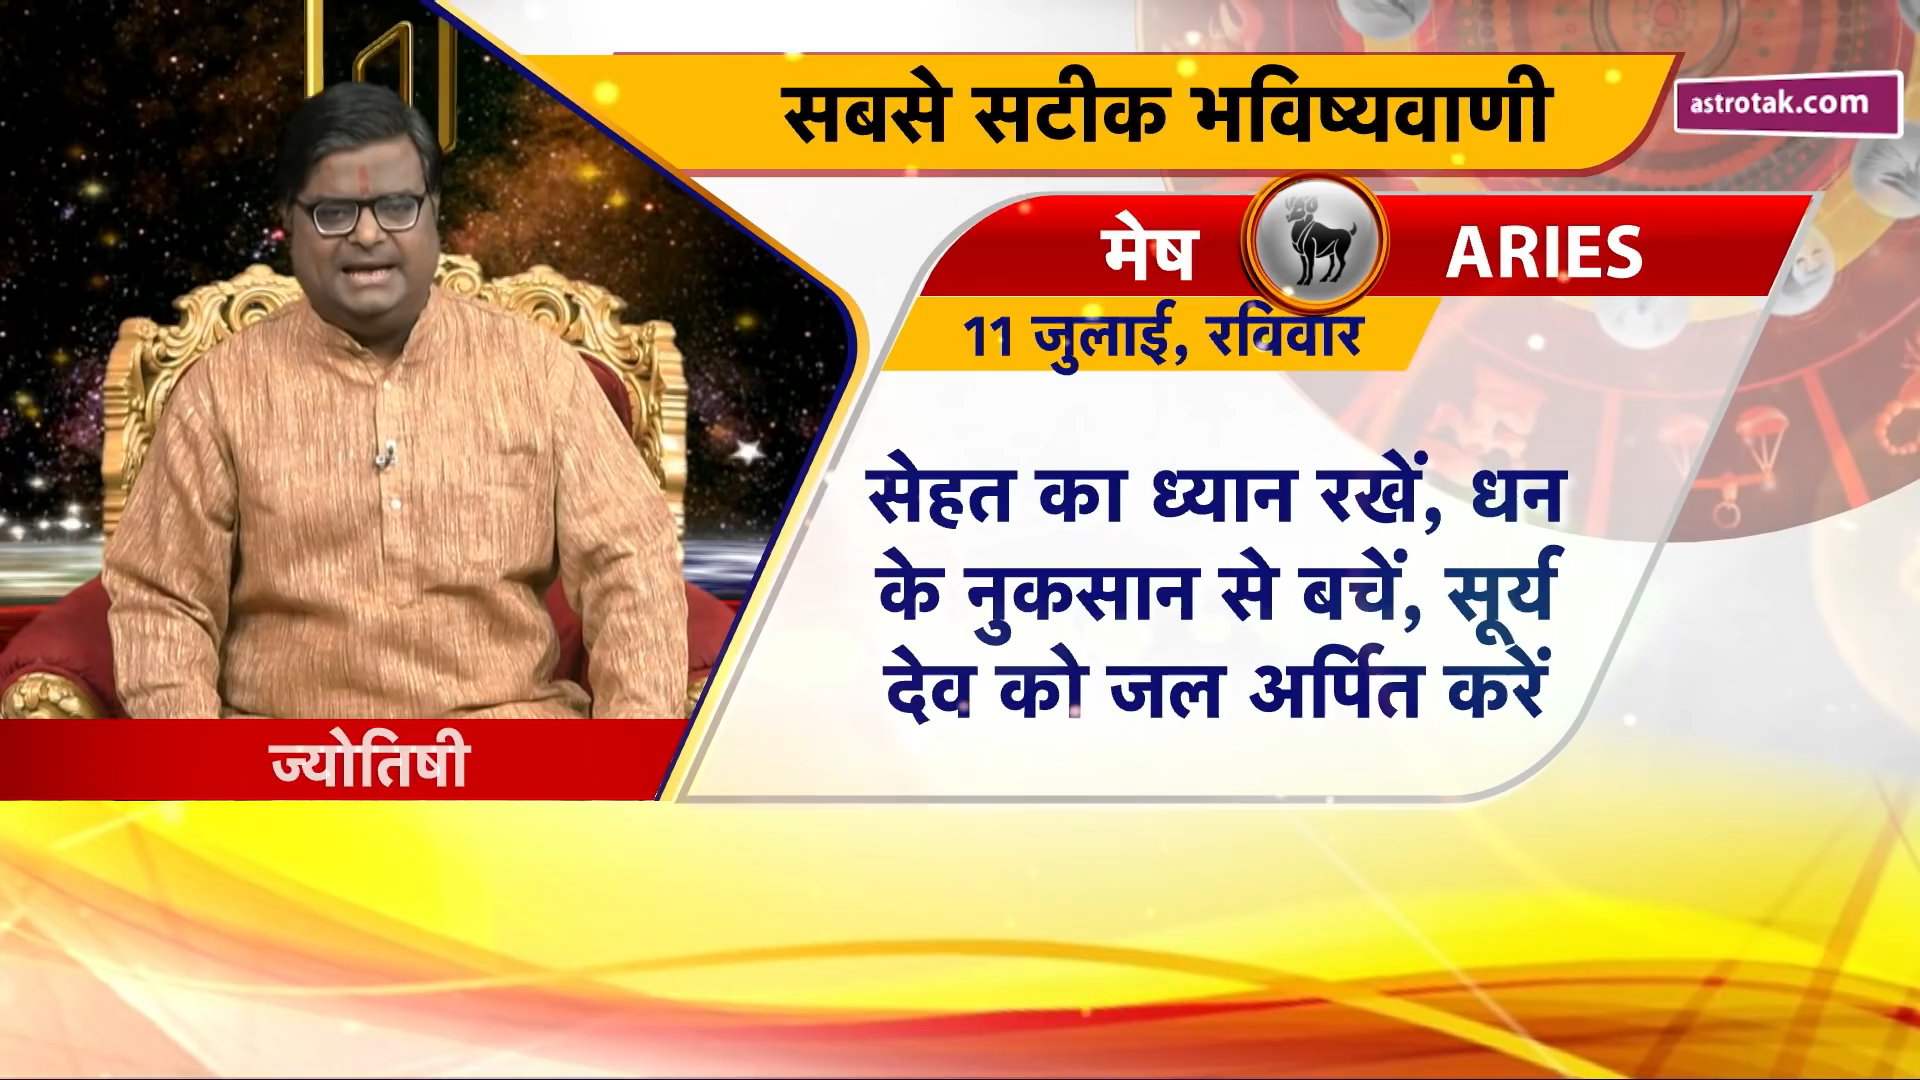 सबसे सटीक भविष्यवाणी
astrotak.com
मेष ARIES
11 जुलाई, रविवार
सेहत का ध्यान रखें, धन
के नुकसान से बचें, सूर्य
देव को जल अर्पित करें
ज्योतिषी